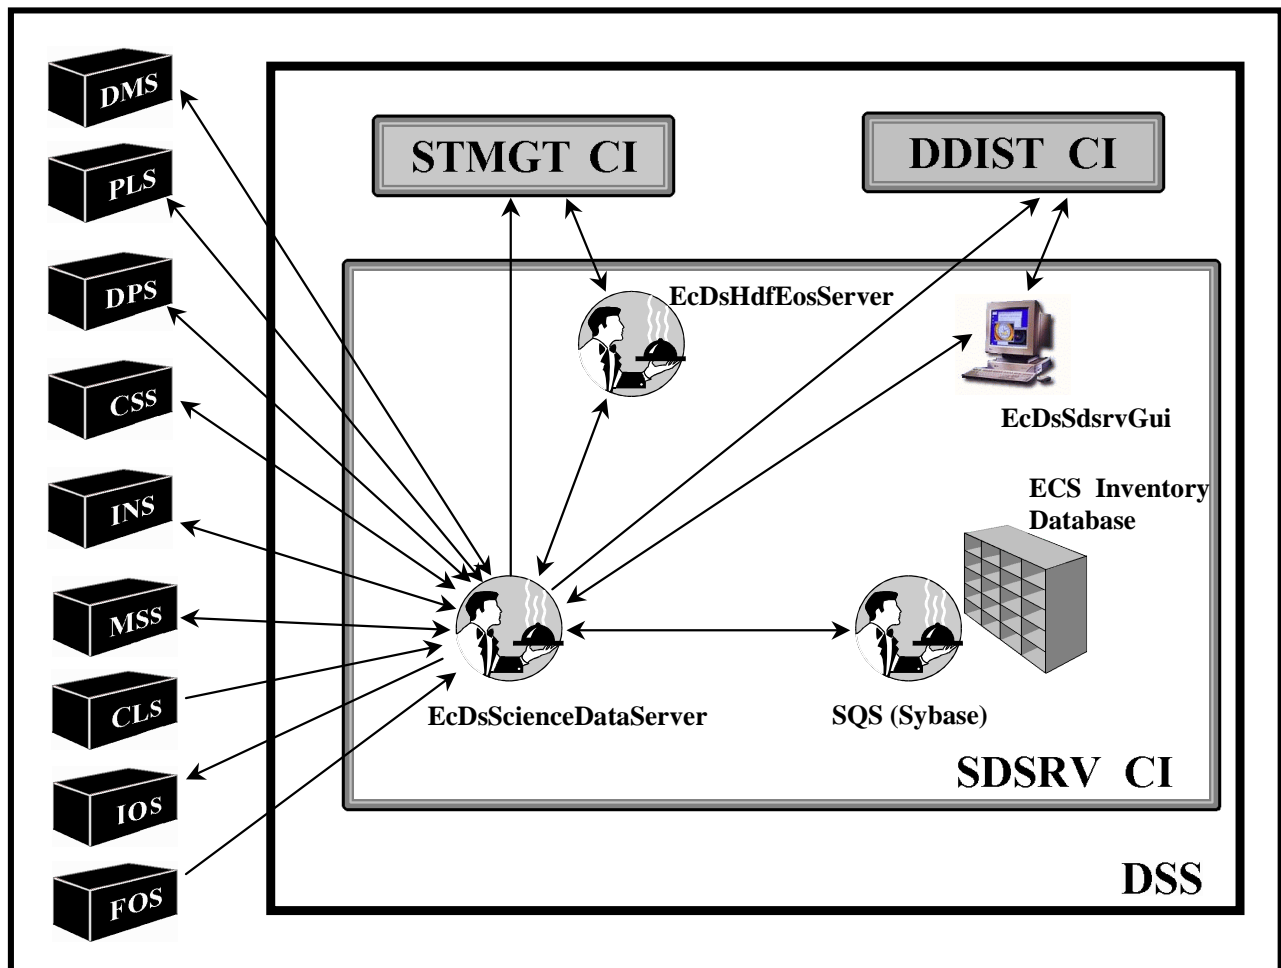 DMS
PLS
DPS
CSS
INS
MSS
CLS
IOS
FOS
STMGT CI
DDIST CI
EcDsHdfEosServer
EcDsSdsrvGui
ECS Inventory
Database
EcDsScienceDataServer
SQS (Sybase)
SDSRV CI
DSS